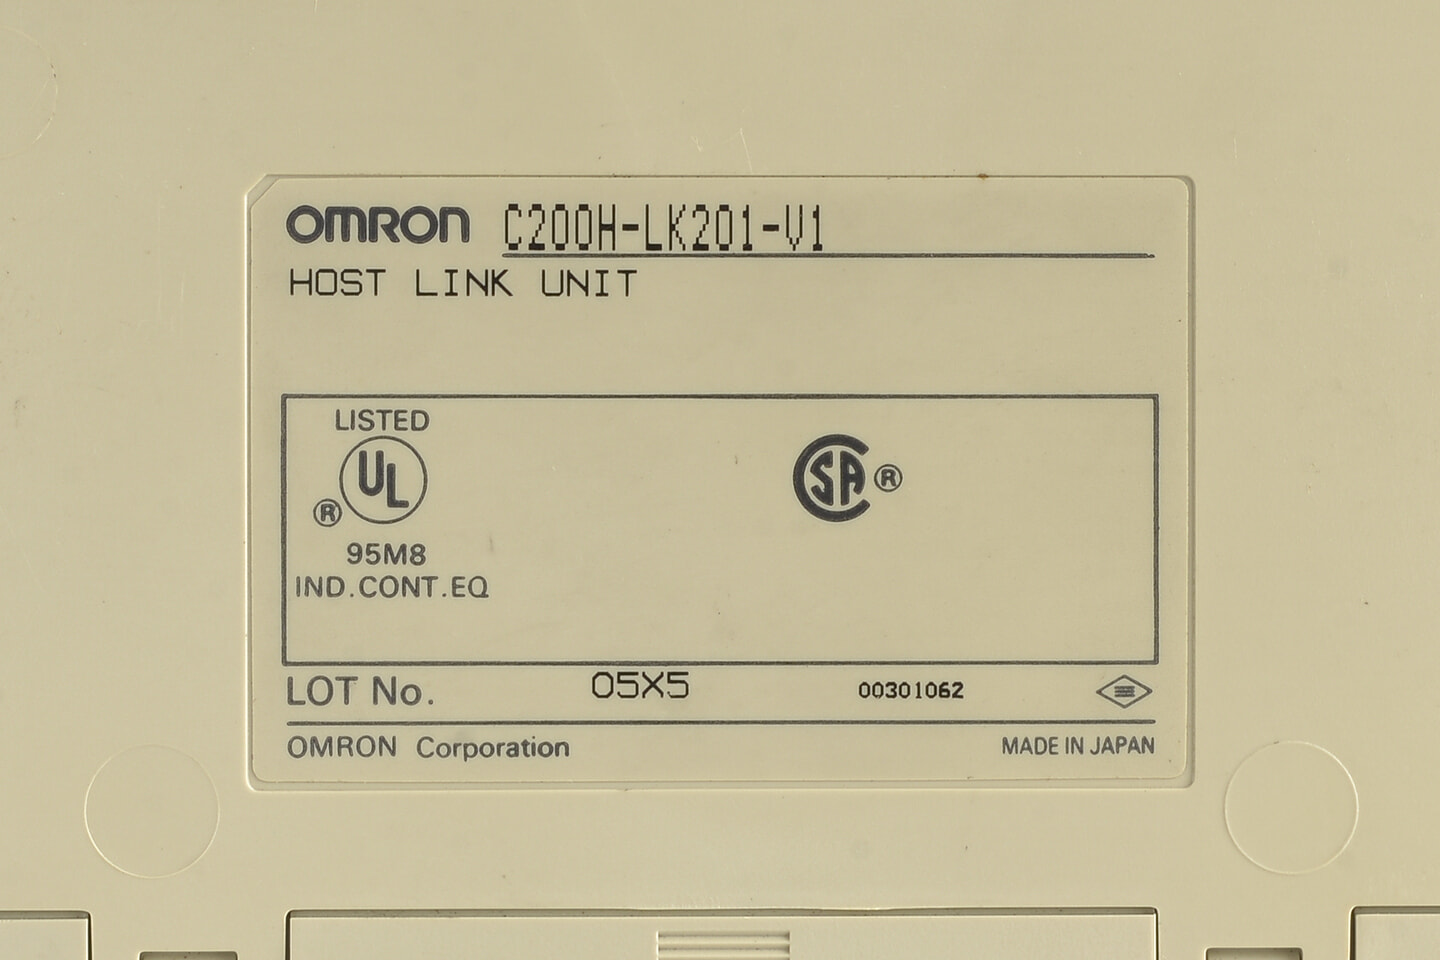 OMRON C200H-LK201-V1
HOST LINK UNIT
LISTED
UL
®
95M8
IND.CONT.EQ
CSA ®
LOT No. 05X5 00301062
OMRON Corporation MADE IN JAPAN